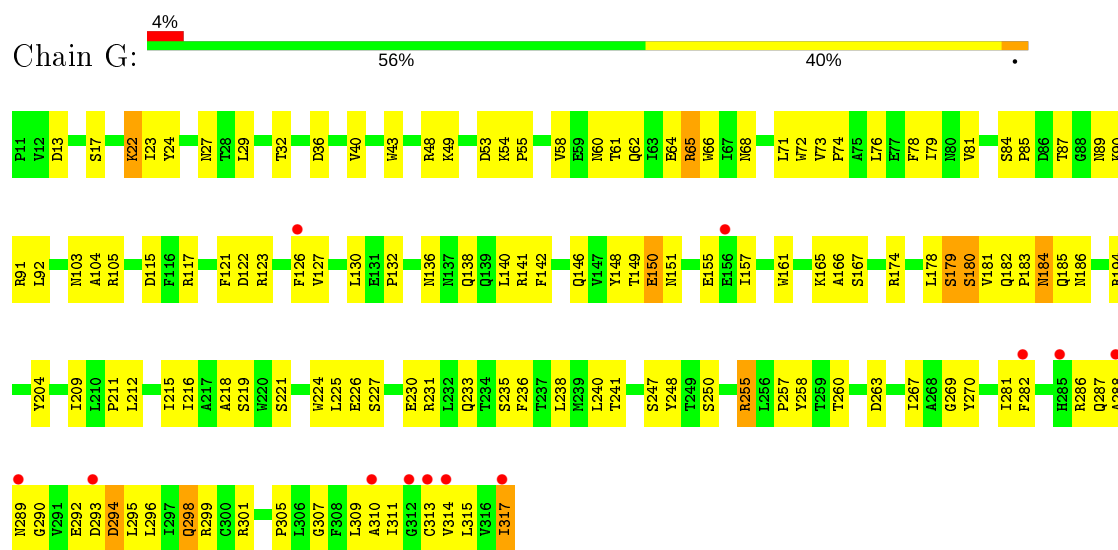 4%
Chain G:
56% 40% •
P11 V12 D13 S17 K22 I23 Y24 N27 T28 L29 T32 D36 V40 W43 R48 K49 D53 K54 P55 V58 E59 N60 T61 Q62 I63 E64 R65 W66 I67 N68 L71 W72 V73 P74 A75 L76 E77 F78 I79 N80 V81 S84 P85 D86 T87 G88 N89 K90
R91 L92 N103 A104 R105 D115 F116 R117 F121 D122 R123 F126 V127 L130 E131 P132 N136 N137 Q138 Q139 L140 R141 F142 Q146 V147 Y148 T149 E150 N151 E155 E156 I157 W161 K165 A166 S167 R174 L178 S179 S180 V181 Q182 P183 N184 Q185 N186 R194
Y204 I209 L210 P211 L212 I215 I216 A217 A218 S219 W220 S221 W224 L225 E226 S227 E230 R231 L232 Q233 T234 S235 F236 T237 L238 M239 L240 T241 S247 Y248 T249 S250 R255 L256 P257 Y258 T259 T260 D263 I267 A268 G269 Y270 I281 F282 H285 R286 Q287 A288
N289 G290 V291 E292 D293 D294 L295 L296 I297 Q298 R299 C300 R301 P305 L306 G307 F308 L309 A310 I311 G312 C313 V314 L315 V316 I317